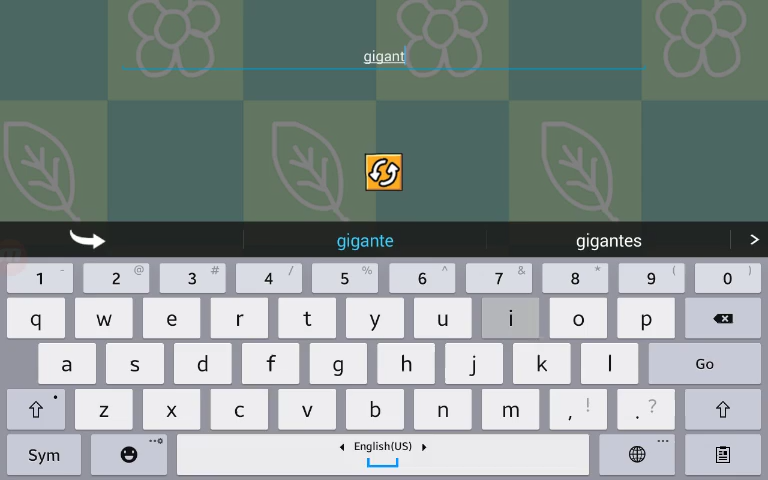 gigant
gigante gigantes >
1 - 2 @ 3 # 4 / 5 % 6 ^ 7 & 8 * 9 ( 0 )
q w e r t y u i o p
a s d f g h j k l Go
z x c v b n m , ! . ?
Sym English(US)